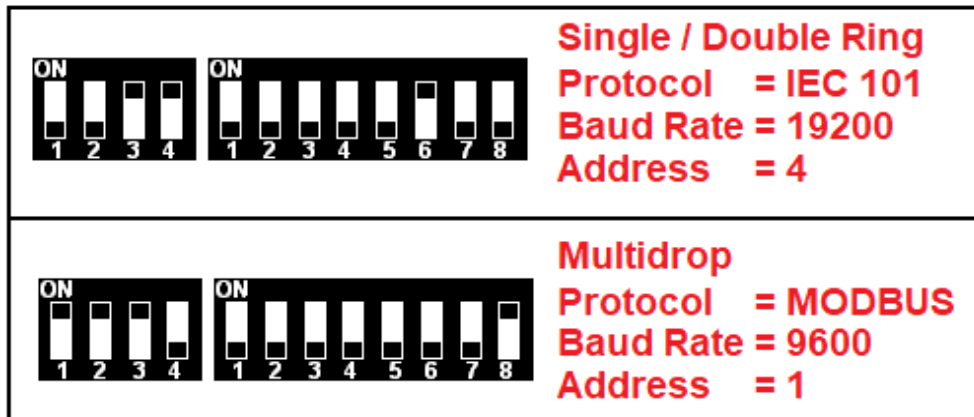 ON ON
1 2 3 4 1 2 3 4 5 6 7 8
Single / Double Ring
Protocol = IEC 101
Baud Rate = 19200
Address = 4
ON ON
1 2 3 4 1 2 3 4 5 6 7 8
Multidrop
Protocol = MODBUS
Baud Rate = 9600
Address = 1